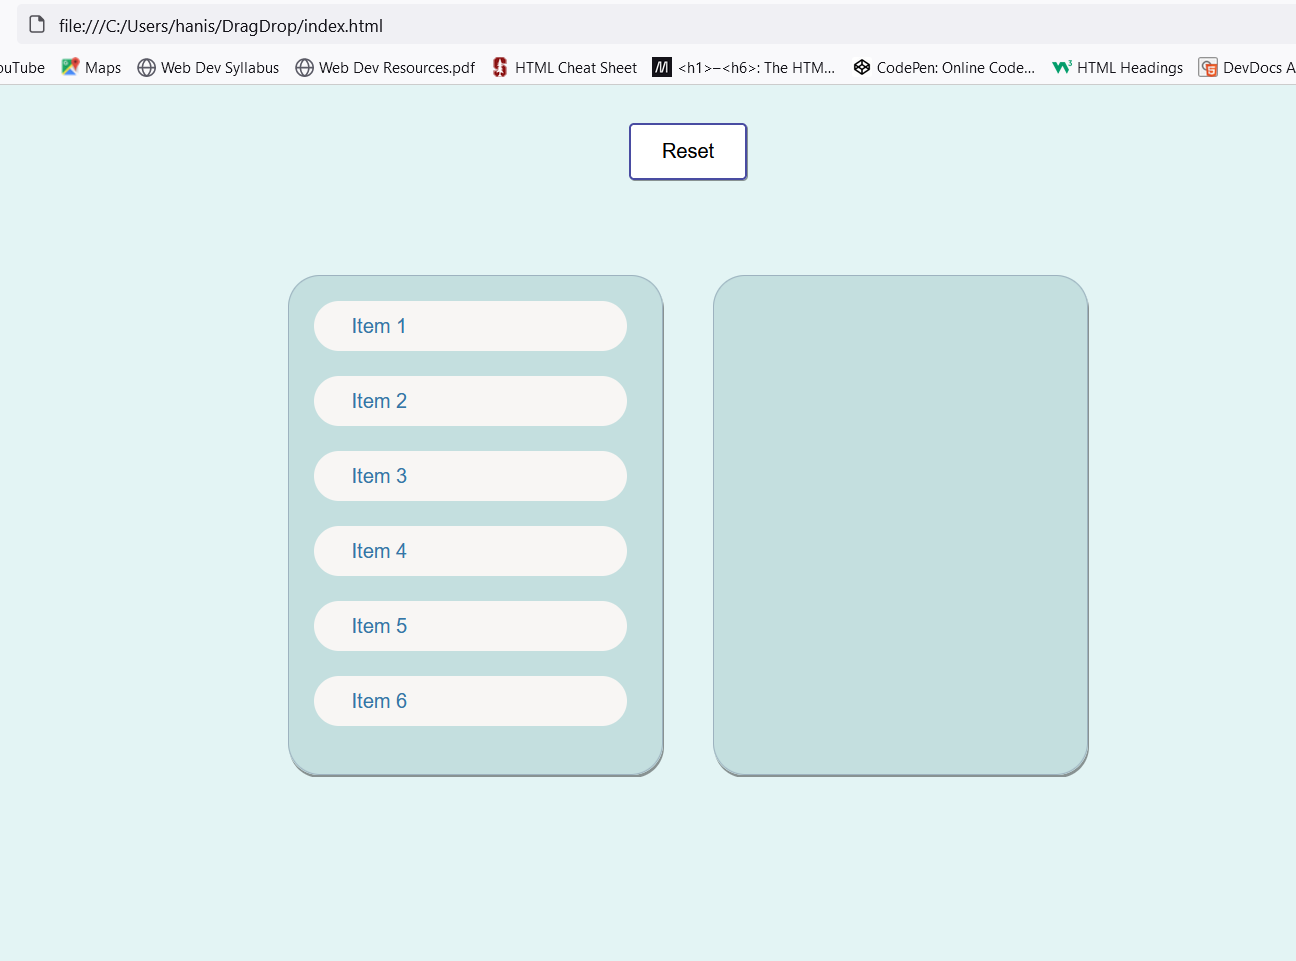 file:///C:/Users/hanis/DragDrop/index.html
ouTube Maps Web Dev Syllabus Web Dev Resources.pdf HTML Cheat Sheet <h1>–<h6>: The HTM... CodePen: Online Code... HTML Headings DevDocs A
Reset
Item 1
Item 2
Item 3
Item 4
Item 5
Item 6